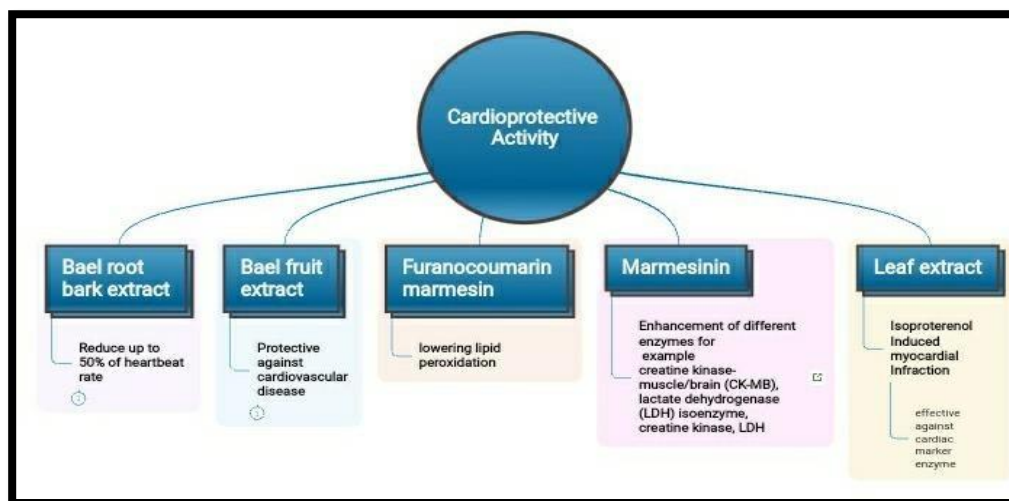 Cardioprotective
Activity
Bael root
bark extract
Reduce up to
50% of heartbeat
rate
Bael fruit
extract
Protective
against
cardiovascular
disease
Furanocoumarin
marmesin
lowering lipid
peroxidation
Marmesinin
Enhancement of different
enzymes for
example
creatine kinase-
muscle/brain (CK-MB),
lactate dehydrogenase
(LDH) isoenzyme,
creatine kinase, LDH
Leaf extract
Isoproterenol
Induced
myocardial
Infraction
effective
against
cardiac
marker
enzyme